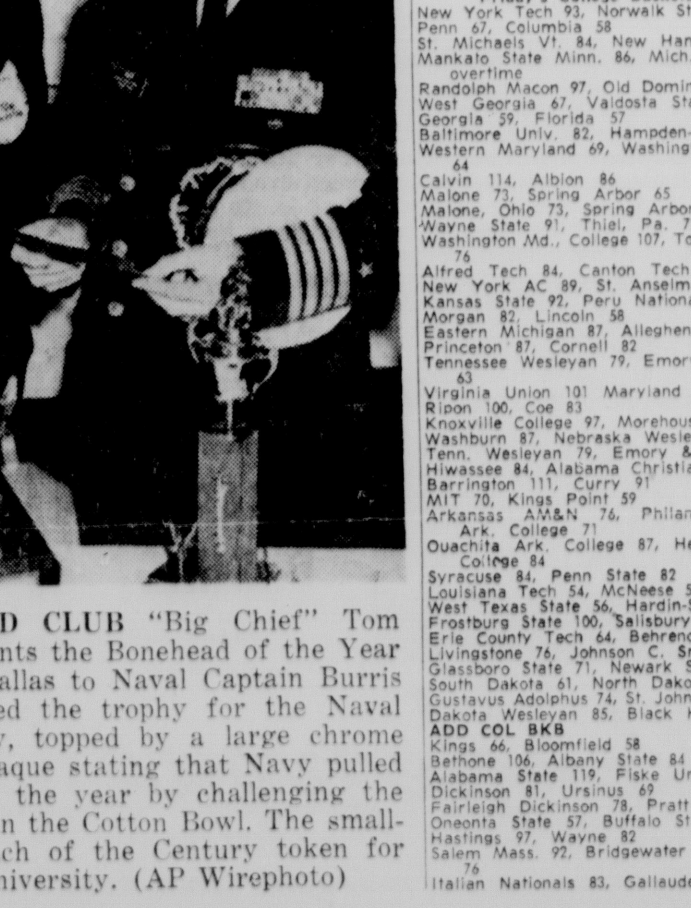 D CLUB "Big Chief" Tom
nts the Bonehead of the Year
allas to Naval Captain Burris
ed the trophy for the Naval
y, topped by a large chrome
aque stating that Navy pulled
the year by challenging the
n the Cotton Bowl. The small-
ch of the Century token for
niversity. (AP Wirephoto)
New York Tech 93, Norwalk St
Penn 67, Columbia 58
St. Michaels Vt. 84, New Ham
Mankato State Minn. 86, Mich.
overtime
Randolph Macon 97, Old Domin
West Georgia 67, Valdosta Sta
Georgia 59, Florida 57
Baltimore Univ. 82, Hampden-
Western Maryland 69, Washing
64
Calvin 114, Albion 86
Malone 73, Spring Arbor 65
Malone, Ohio 73, Spring Arbor
Wayne State 91, Thiel, Pa. 7
Washington Md., College 107, To
76
Alfred Tech 84, Canton Tech
New York AC 89, St. Anselm
Kansas State 92, Peru Nationa
Morgan 82, Lincoln 58
Eastern Michigan 87, Alleghen
Princeton 87, Cornell 82
Tennessee Wesleyan 79, Emory
63
Virginia Union 101 Maryland
Ripon 100, Coe 83
Knoxville College 97, Morehous
Washburn 87, Nebraska Wesle
Tenn. Wesleyan 79, Emory &
Hiwassee 84, Alabama Christia
Barrington 111, Curry 91
MIT 70, Kings Point 59
Arkansas AM&N 76, Philan
Ark. College 71
Ouachita Ark. College 87, He
College 84
Syracuse 84, Penn State 82
Louisiana Tech 54, McNeese 5
West Texas State 56, Hardin-S
Frostburg State 100, Salisbury
Erie County Tech 64, Behrend
Livingstone 76, Johnson C. Sm
Glassboro State 71, Newark S
South Dakota 61, North Dako
Gustavus Adolphus 74, St. John
Dakota Wesleyan 85, Black H
ADD COL BKB
Kings 66, Bloomfield 58
Bethone 106, Albany State 84
Alabama State 119, Fiske Un
Dickinson 81, Ursinus 69
Fairleigh Dickinson 78, Pratt
Oneonta State 57, Buffalo St
Hastings 97, Wayne 82
Salem Mass. 92, Bridgewater
76
Italian Nationals 83, Gallaude